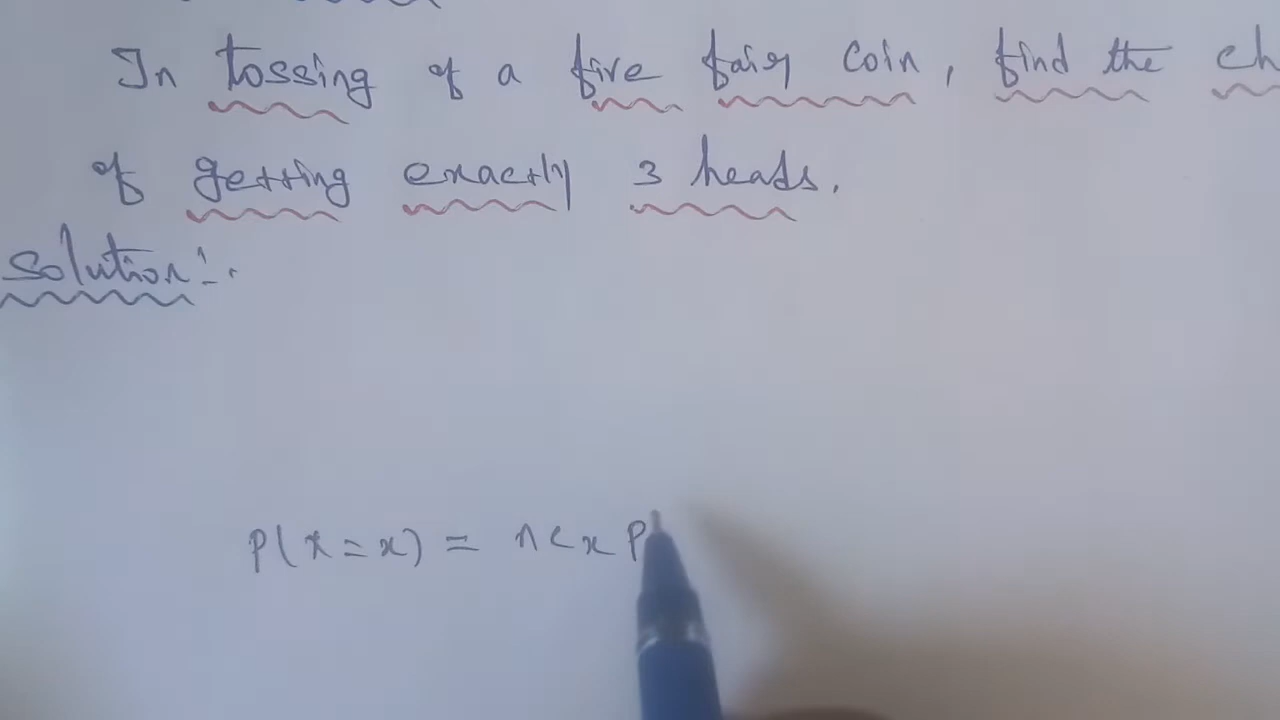 In tossing of a five fair coin, find the ch
of getting exactly 3 heads.
Solution:-
P(X=x) = ncx P